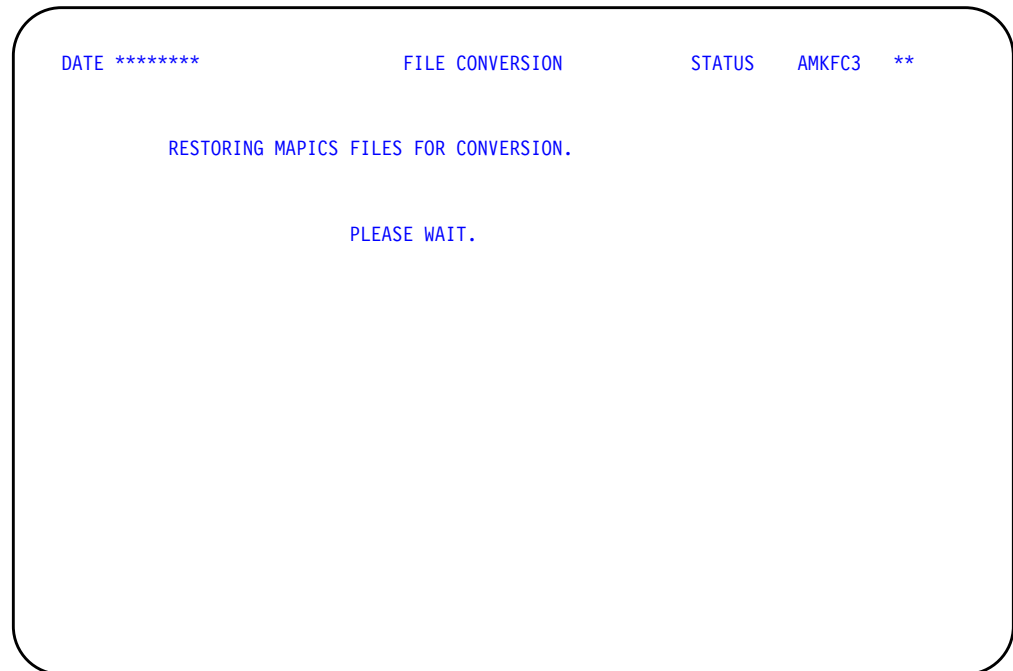 DATE ******** FILE CONVERSION STATUS AMKFC3 **
RESTORING MAPICS FILES FOR CONVERSION.
PLEASE WAIT.